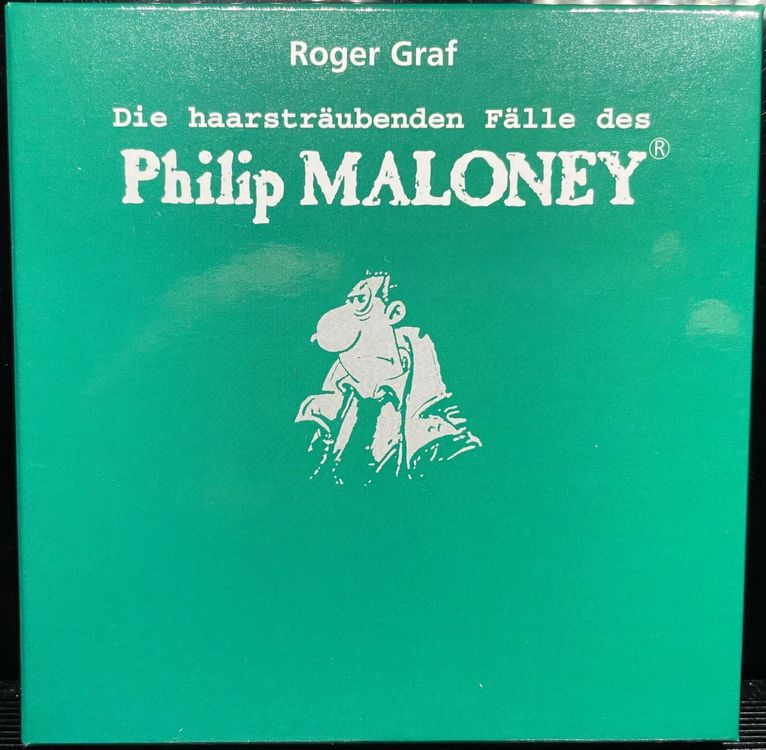 Roger Graf
Die haarsträubenden Fälle des
Philip MALONEY®